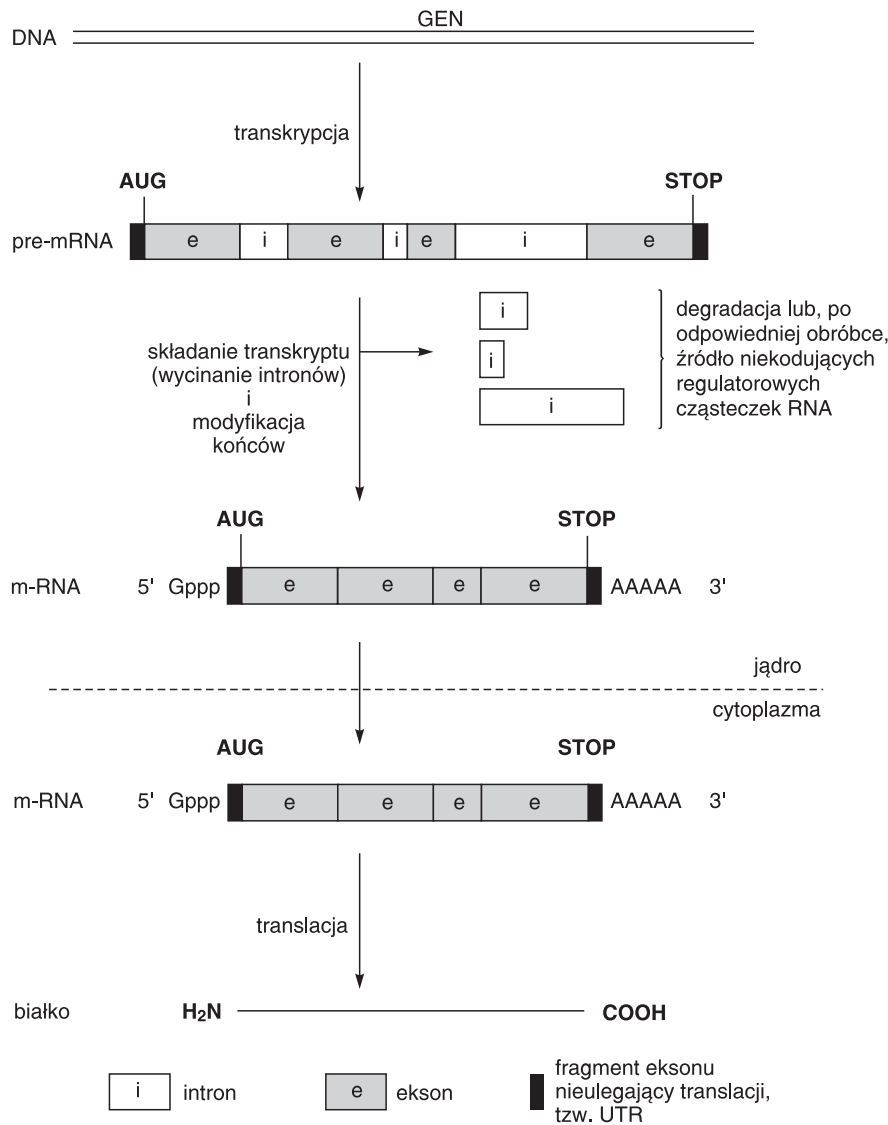 GEN
DNA
transkrypcja
AUG STOP
pre-mRNA e i e i e i e
składanie transkryptu
(wycinanie intronów)
i
modyfikacja
końców
i
i
i
degradacja lub, po
odpowiedniej obróbce,
źródło niekodujących
regulatorowych
cząsteczek RNA
AUG STOP
m-RNA 5' Gppp e e e e AAAAA 3'
jądro
cytoplazma
AUG STOP
m-RNA 5' Gppp e e e e AAAAA 3'
translacja
białko H₂N COOH
i intron
e ekson
fragment eksonu
nieulegający translacji,
tzw. UTR